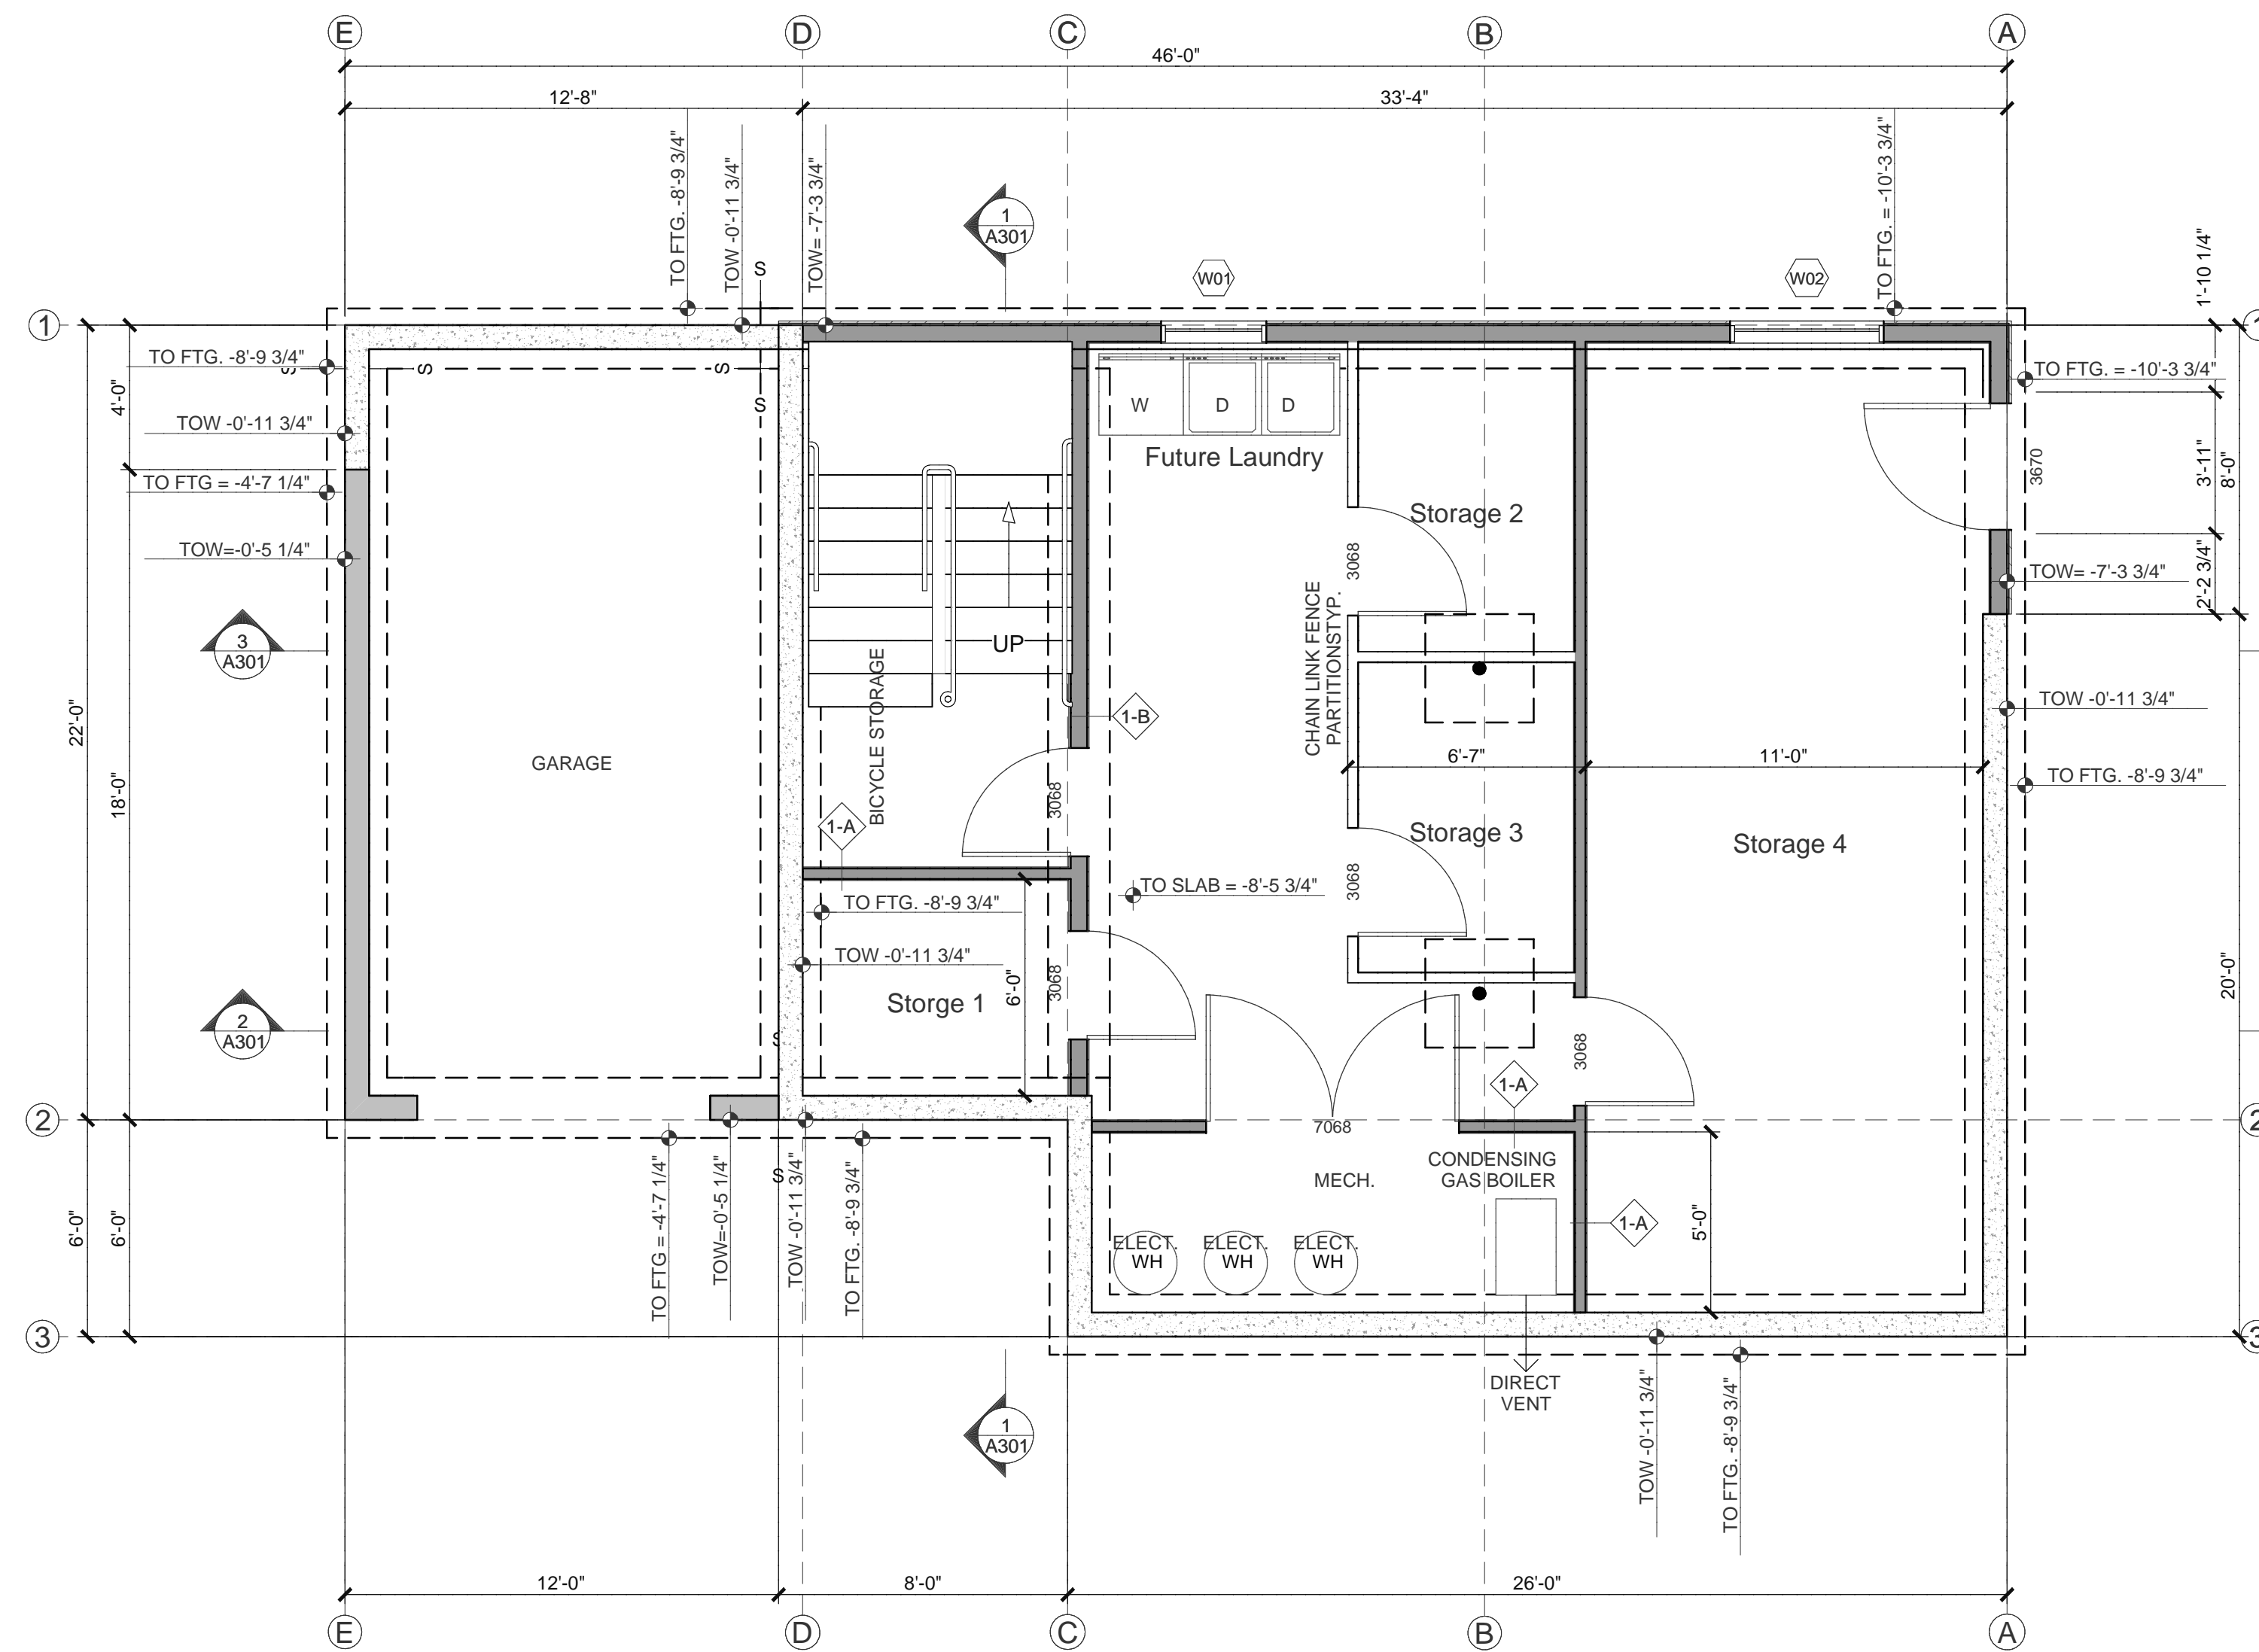 E
D
C
B
A
46'-0"
12'-8"
33'-4"
TO FTG. -8'-9 3/4"
TOW -0'-11 3/4"
TOW= -7'-3 3/4"
TO FTG. = -10'-3 3/4"
1
A301
W01
W02
1'-10 1/4"
S
1
1
TO FTG. -8'-9 3/4"
S
S
S
4'-0"
TO FTG. = -10'-3 3/4"
W
D
D
S
TOW -0'-11 3/4"
Future Laundry
3670
3'-11"
8'-0"
TO FTG = -4'-7 1/4"
Storage 2
TOW=-0'-5 1/4"
3068
TOW= -7'-3 3/4"
2'-2 3/4"
3
A301
UP
CHAIN LINK FENCE
PARTITIONSTYP.
BICYCLE STORAGE
TOW -0'-11 3/4"
22'-0"
1-B
18'-0"
GARAGE
6'-7"
11'-0"
TO FTG. -8'-9 3/4"
3068
1-A
Storage 3
Storage 4
3068
TO SLAB = -8'-5 3/4"
TO FTG. -8'-9 3/4"
TOW -0'-11 3/4"
20'-0"
Storge 1
6'-0"
3068
2
A301
S
3068
1-A
2
7068
2
S
CONDENSING
GAS BOILER
MECH.
6'-0"
6'-0"
TO FTG = -4'-7 1/4"
TOW=-0'-5 1/4"
TOW -0'-11 3/4"
TO FTG. -8'-9 3/4"
1-A
5'-0"
ELECT.
WH
ELECT.
WH
ELECT.
WH
3
3
DIRECT
VENT
1
A301
TOW -0'-11 3/4"
TO FTG. -8'-9 3/4"
12'-0"
8'-0"
26'-0"
E
D
C
B
A